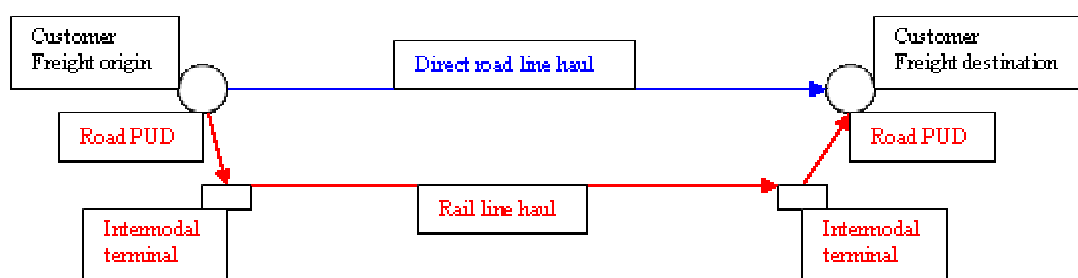 Customer
Freight origin
Direct road line haul
Customer
Freight destination
Road PUD
Road PUD
Rail line haul
Intermodal
terminal
Intermodal
terminal